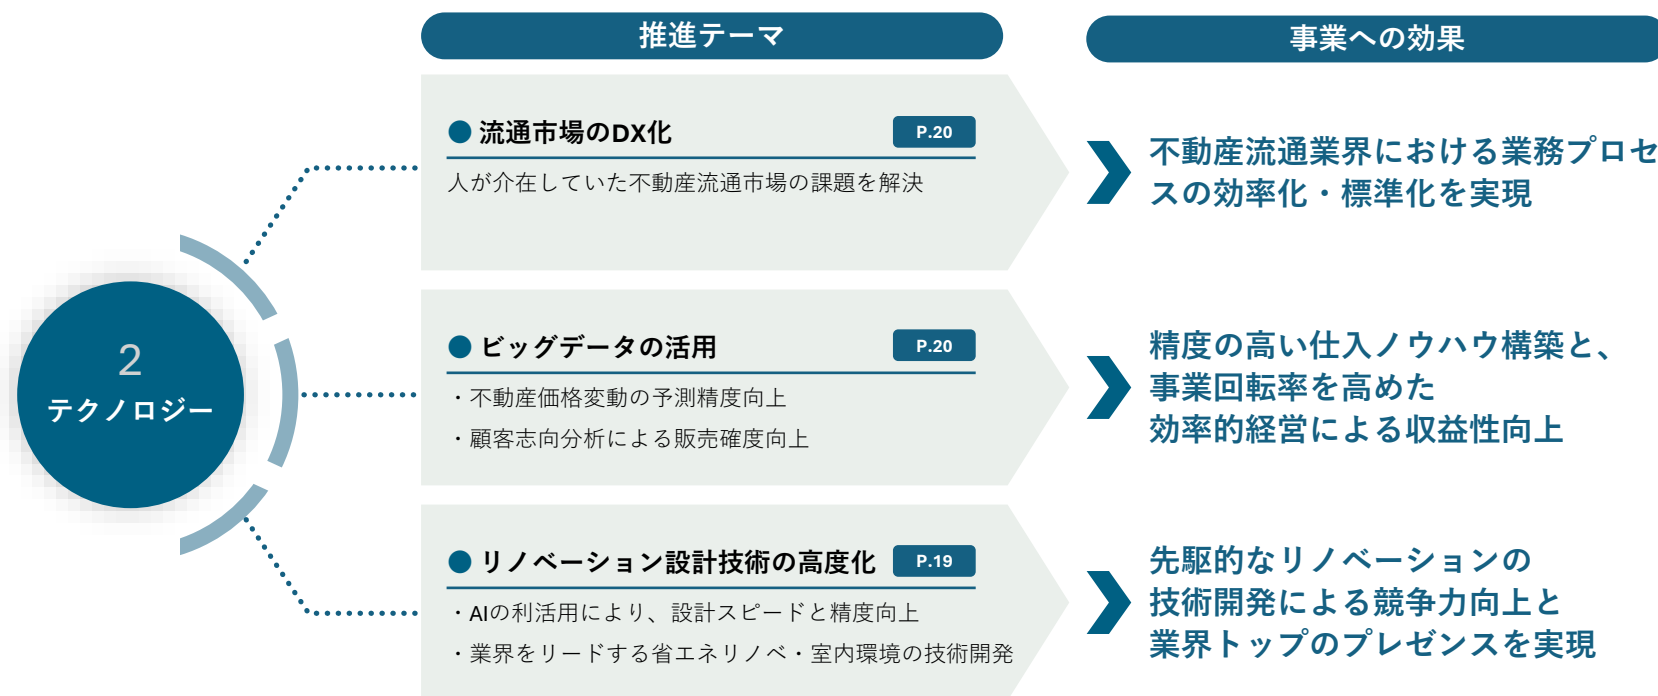 推進テーマ
事業への効果
2
テクノロジー
● 流通市場のDX化
P.20
人が介在していた不動産流通市場の課題を解決
不動産流通業界における業務プロセ
スの効率化・標準化を実現
● ビッグデータの活用
P.20
・不動産価格変動の予測精度向上
・顧客志向分析による販売確度向上
精度の高い仕入ノウハウ構築と、
事業回転率を高めた
効率的経営による収益性向上
● リノベーション設計技術の高度化
P.19
・AIの利活用により、設計スピードと精度向上
・業界をリードする省エネリノベ・室内環境の技術開発
先駆的なリノベーションの
技術開発による競争力向上と
業界トップのプレゼンスを実現